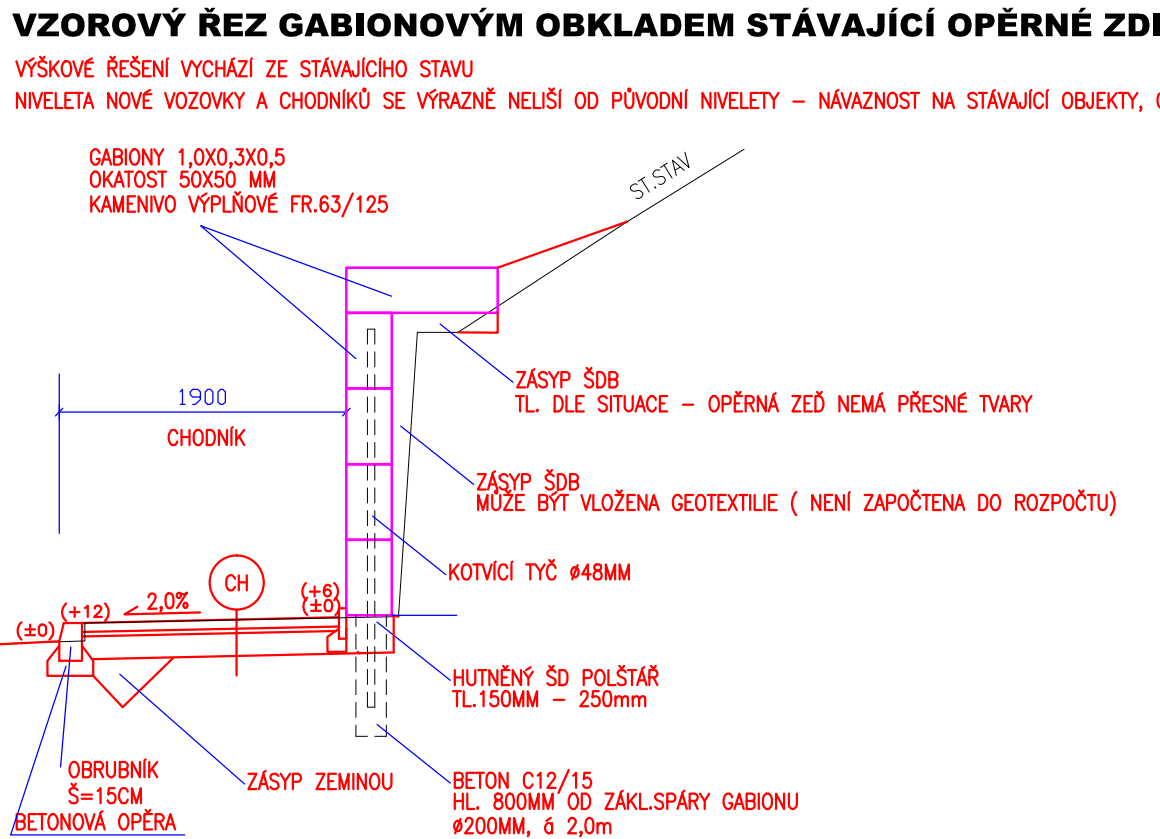 VZOROVÝ ŘEZ GABIONOVÝM OBKLADEM STÁVAJÍCÍ OPĚRNÉ ZDI
VÝŠKOVÉ ŘEŠENÍ VYCHÁZÍ ZE STÁVAJÍCÍHO STAVU
NIVELETA NOVÉ VOZOVKY A CHODNÍKŮ SE VÝRAZNĚ NELIŠÍ OD PŮVODNÍ NIVELETY – NÁVAZNOST NA STÁVAJÍCÍ OBJEKTY,
GABIONY 1,0X0,3X0,5
OKATOST 50X50 MM
KAMENIVO VÝPLŇOVÉ FR.63/125
ST.STAV
ZÁSYP ŠDB
TL. DLE SITUACE – OPĚRNÁ ZEĎ NEMÁ PŘESNÉ TVARY
1900
CHODNÍK
ZÁSYP ŠDB
MŮŽE BÝT VLOŽENA GEOTEXTILIE ( NENÍ ZAPOČTENA DO ROZPOČTU)
KOTVÍCÍ TYČ ø48MM
CH
(+6)
(±0)
2,0%
(+12)
(±0)
HUTNĚNÝ ŠD POLŠTÁŘ
TL.150MM – 250mm
OBRUBNÍK
Š=15CM
BETONOVÁ OPĚRA
ZÁSYP ZEMINOU
BETON C12/15
HL. 800MM OD ZÁKL.SPÁRY GABIONU
ø200MM, á 2,0m